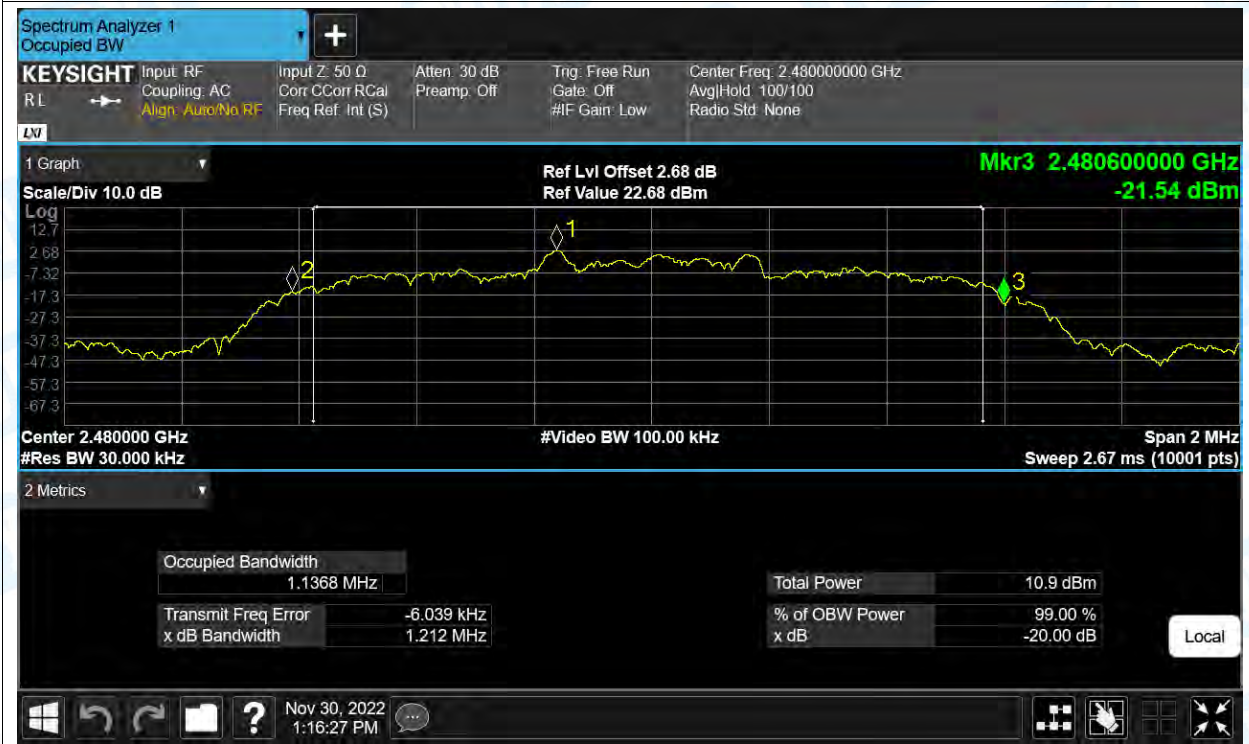 Spectrum Analyzer 1
Occupied BW
KEYSIGHT
R L
LXI
Input: RF
Coupling: AC
Align: Auto/No RF
Input Z: 50 Ω
Corr CCorr RCal
Freq Ref: Int (S)
Atten: 30 dB
Preamp: Off
Trig: Free Run
Gate: Off
#IF Gain: Low
Center Freq: 2.480000000 GHz
Avg|Hold: 100/100
Radio Std: None
1 Graph
Scale/Div 10.0 dB
Ref Lvl Offset 2.68 dB
Ref Value 22.68 dBm
Mkr3 2.480600000 GHz
-21.54 dBm
Log
12.7
2.68
-7.32
-17.3
-27.3
-37.3
-47.3
-57.3
-67.3
1
2
3
Center 2.480000 GHz
#Res BW 30.000 kHz
#Video BW 100.00 kHz
Span 2 MHz
Sweep 2.67 ms (10001 pts)
2 Metrics
Occupied Bandwidth
1.1368 MHz
Transmit Freq Error -6.039 kHz
x dB Bandwidth 1.212 MHz
Total Power 10.9 dBm
% of OBW Power 99.00 %
x dB -20.00 dB
Local
?
Nov 30, 2022
1:16:27 PM